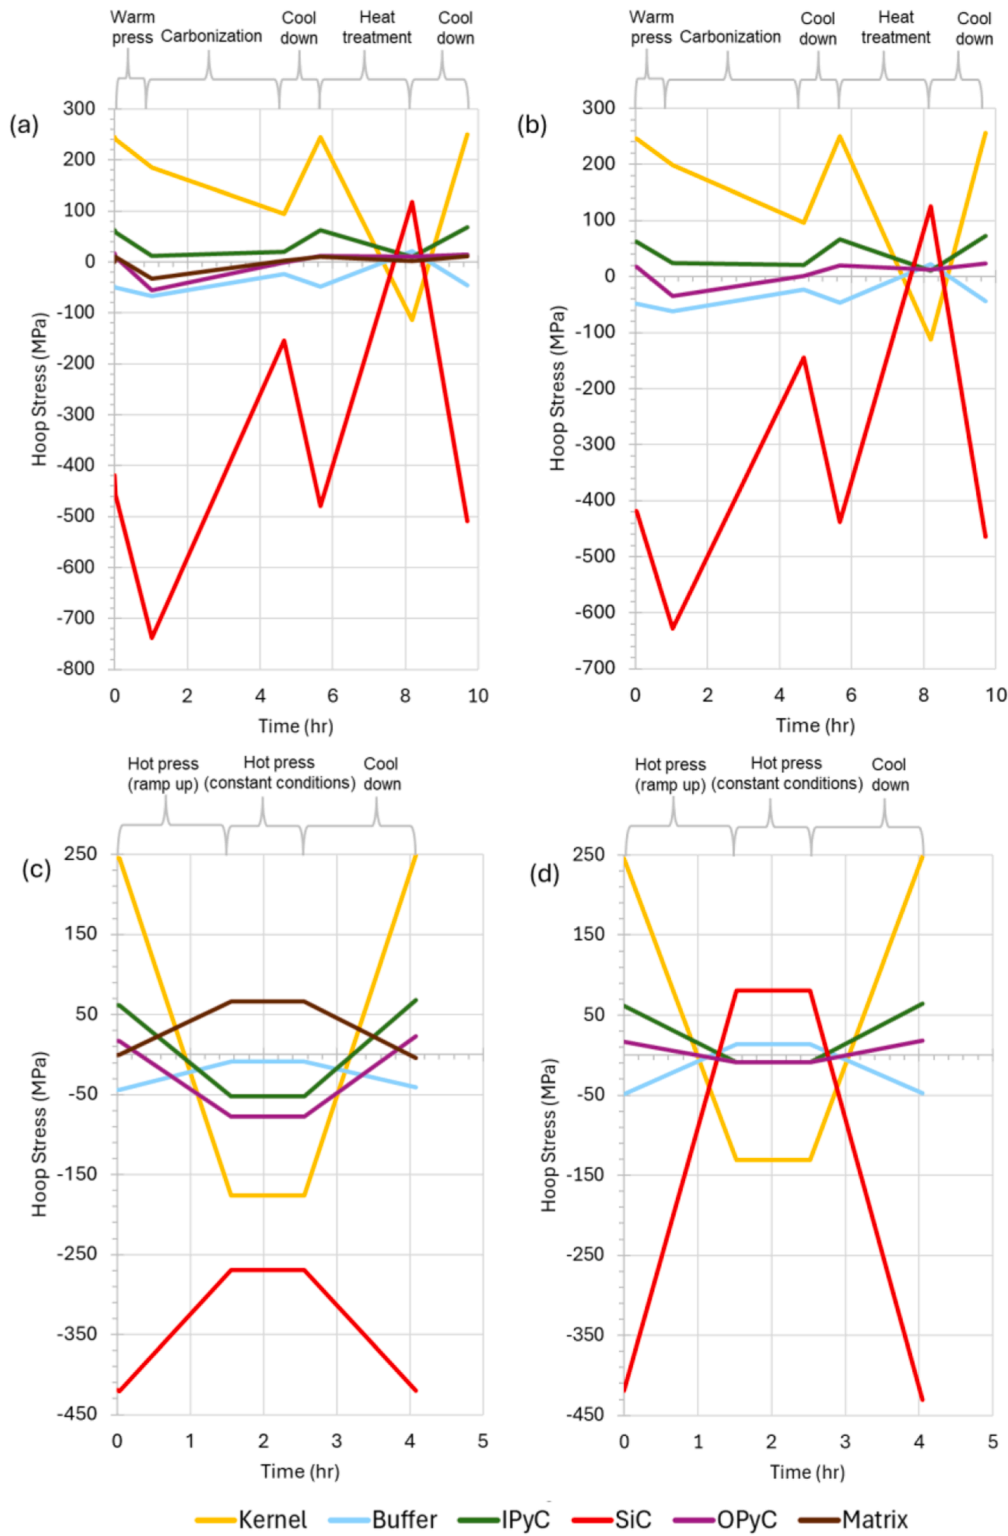 Warm press
Carbonization
Cool down
Heat treatment
Cool down
(a)
300
200
100
0
-100
-200
-300
-400
-500
-600
-700
-800
Hoop Stress (MPa)
0 2 4 6 8 10
Time (hr)
Warm press
Carbonization
Cool down
Heat treatment
Cool down
(b)
300
200
100
0
-100
-200
-300
-400
-500
-600
-700
Hoop Stress (MPa)
0 2 4 6 8 10
Time (hr)
Hot press (ramp up)
Hot press (constant conditions)
Cool down
(c)
250
150
50
-50
-150
-250
-350
-450
Hoop Stress (MPa)
0 1 2 3 4 5
Time (hr)
Hot press (ramp up)
Hot press (constant conditions)
Cool down
(d)
250
150
50
-50
-150
-250
-350
-450
Hoop Stress (MPa)
0 1 2 3 4 5
Time (hr)
Kernel Buffer IPyC SiC OPyC Matrix